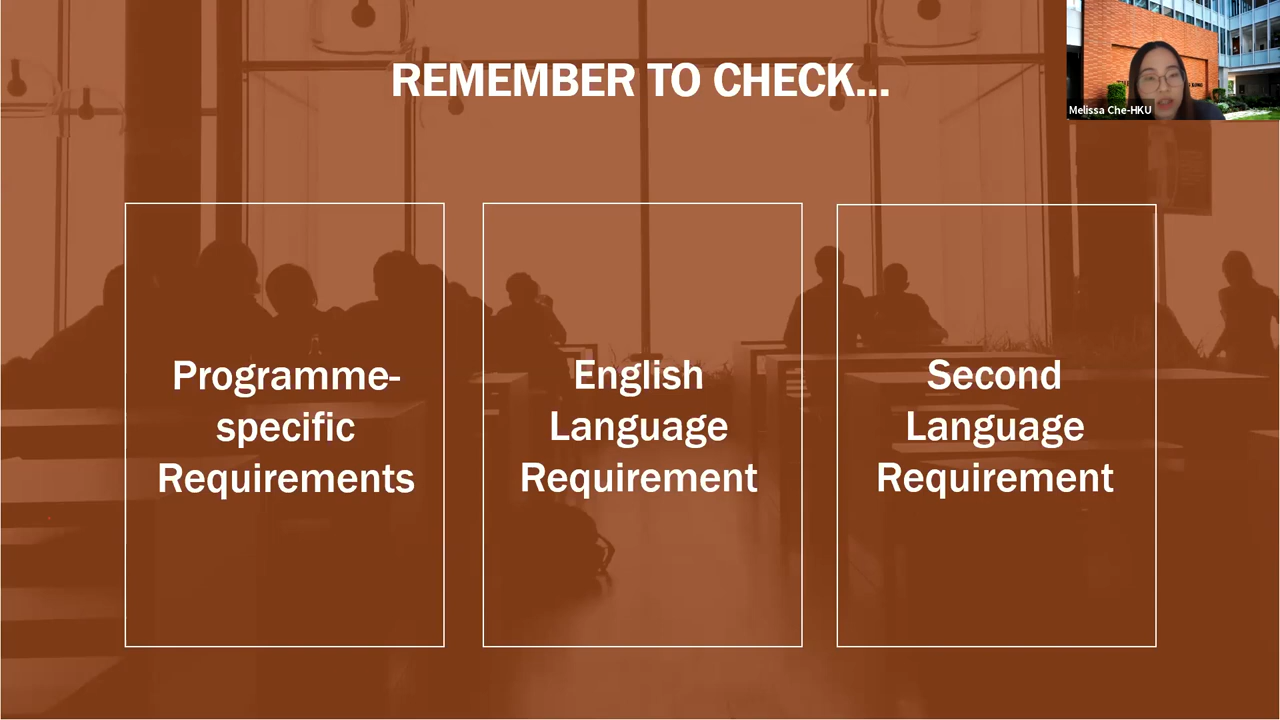 REMEMBER TO CHECK...
Melissa Che-HKU
Programme-
specific
Requirements
English
Language
Requirement
Second
Language
Requirement